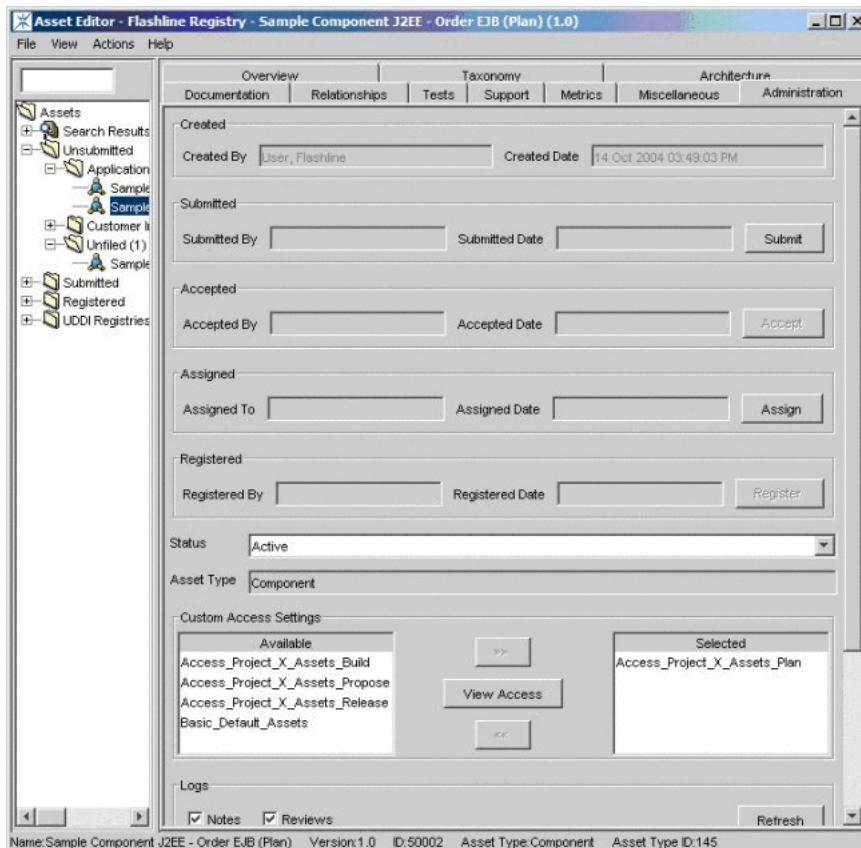 Asset Editor - Flashline Registry - Sample Component J2EE - Order EJB (Plan) (1.0)
File View Actions Help
Overview Taxonomy Architecture
Documentation Relationships Tests Support Metrics Miscellaneous Administration
Assets
Search Results
Unsubmitted
Application
Sample
Sample
Customer I
Unfiled (1)
Sample
Submitted
Registered
UDDI Registries
Created
Created By User, Flashline Created Date 14 Oct 2004 03:49:03 PM
Submitted
Submitted By Submitted Date Submit
Accepted
Accepted By Accepted Date Accept
Assigned
Assigned To Assigned Date Assign
Registered
Registered By Registered Date Register
Status Active
Asset Type Component
Custom Access Settings
Available
Access_Project_X_Assets_Build
Access_Project_X_Assets_Propose
Access_Project_X_Assets_Release
Basic_Default_Assets
>>
View Access
<<
Selected
Access_Project_X_Assets_Plan
Logs
Notes Reviews Refresh
Name:Sample Component J2EE - Order EJB (Plan) Version:1.0 ID:50002 Asset Type:Component Asset Type ID:145